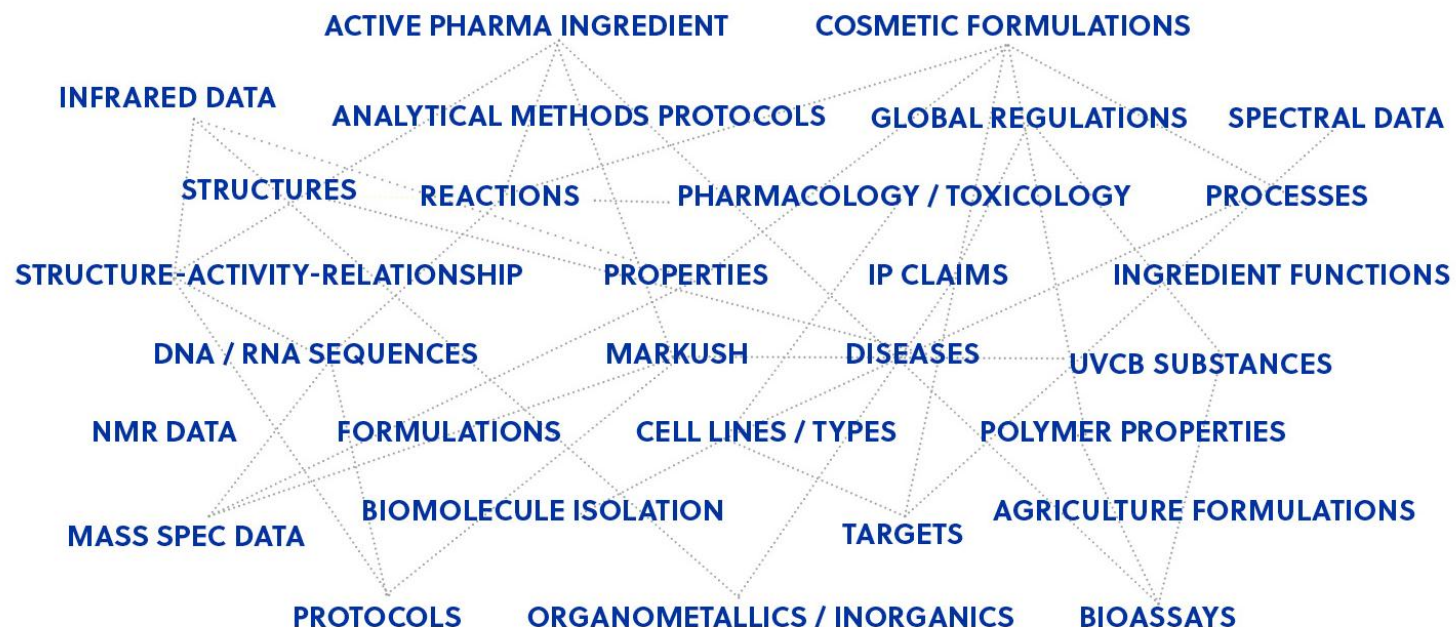 ACTIVE PHARMA INGREDIENT
COSMETIC FORMULATIONS
INFRARED DATA
ANALYTICAL METHODS PROTOCOLS
GLOBAL REGULATIONS
SPECTRAL DATA
STRUCTURES
REACTIONS
PHARMACOLOGY / TOXICOLOGY
PROCESSES
STRUCTURE-ACTIVITY-RELATIONSHIP
PROPERTIES
IP CLAIMS
INGREDIENT FUNCTIONS
DNA / RNA SEQUENCES
MARKUSH
DISEASES
UVCB SUBSTANCES
NMR DATA
FORMULATIONS
CELL LINES / TYPES
POLYMER PROPERTIES
MASS SPEC DATA
BIOMOLECULE ISOLATION
TARGETS
AGRICULTURE FORMULATIONS
PROTOCOLS
ORGANOMETALLICS / INORGANICS
BIOASSAYS